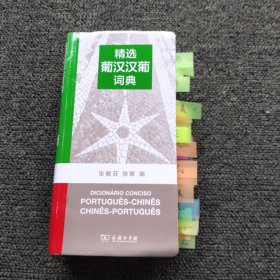 精选
葡汉汉葡
词典
张敏芬 张黎 编
DICIONÁRIO CONCISO
PORTUGUÊS-CHINÊS
CHINÊS-PORTUGUÊS
商务印书馆